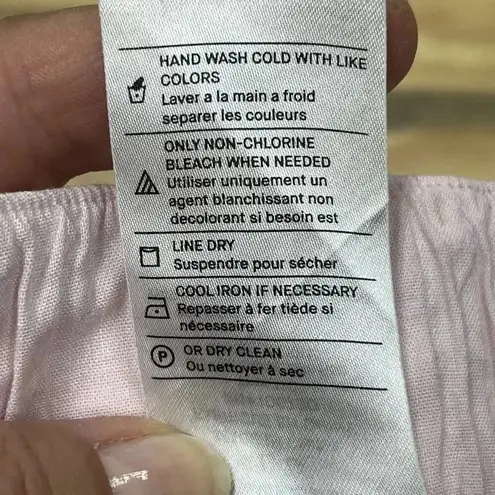 HAND WASH COLD WITH LIKE
COLORS
Laver a la main a froid
separer les couleurs
ONLY NON-CHLORINE
BLEACH WHEN NEEDED
Utiliser uniquement un
agent blanchissant non
decolorant si besoin est
LINE DRY
Suspendre pour sécher
COOL IRON IF NECESSARY
Repasser à fer tiède si
nécessaire
P OR DRY CLEAN
Ou nettoyer à sec